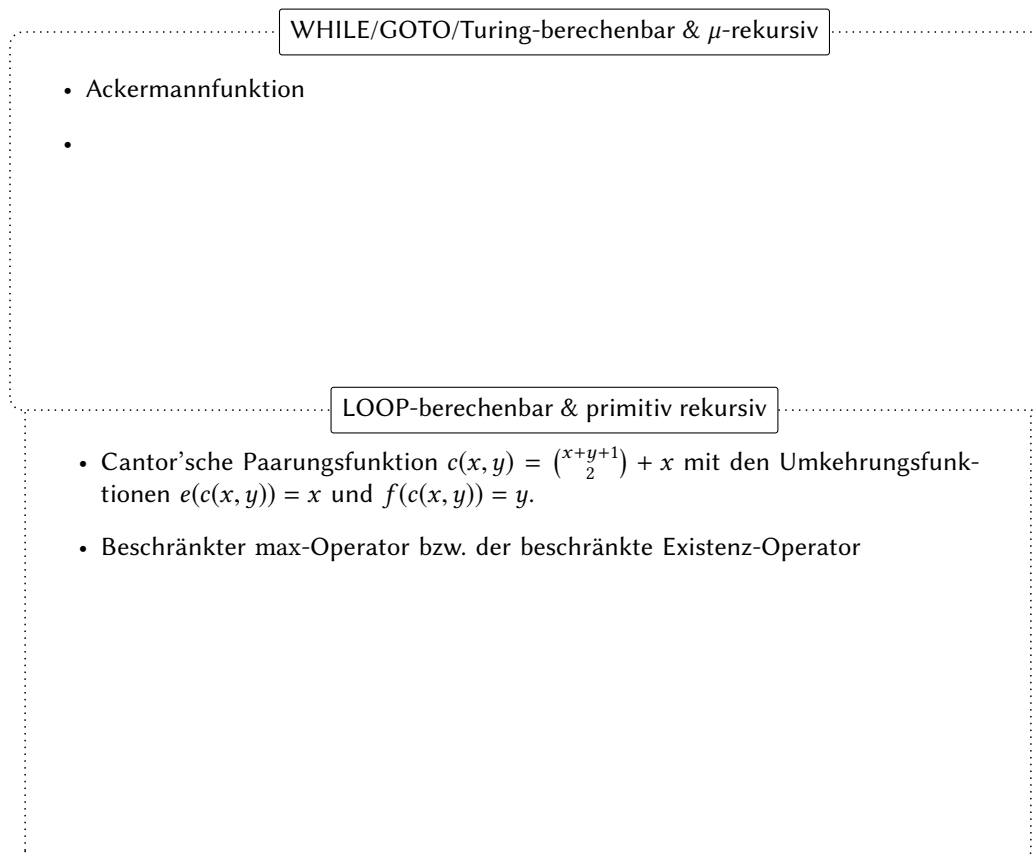 WHILE/GOTO/Turing-berechenbar & μ-rekursiv
• Ackermannfunktion
•
LOOP-berechenbar & primitiv rekursiv
• Cantor'sche Paarungsfunktion c(x, y) = (x+y+1 2) + x mit den Umkehrungsfunk-
tionen e(c(x, y)) = x und f(c(x, y)) = y.
• Beschränkter max-Operator bzw. der beschränkte Existenz-Operator